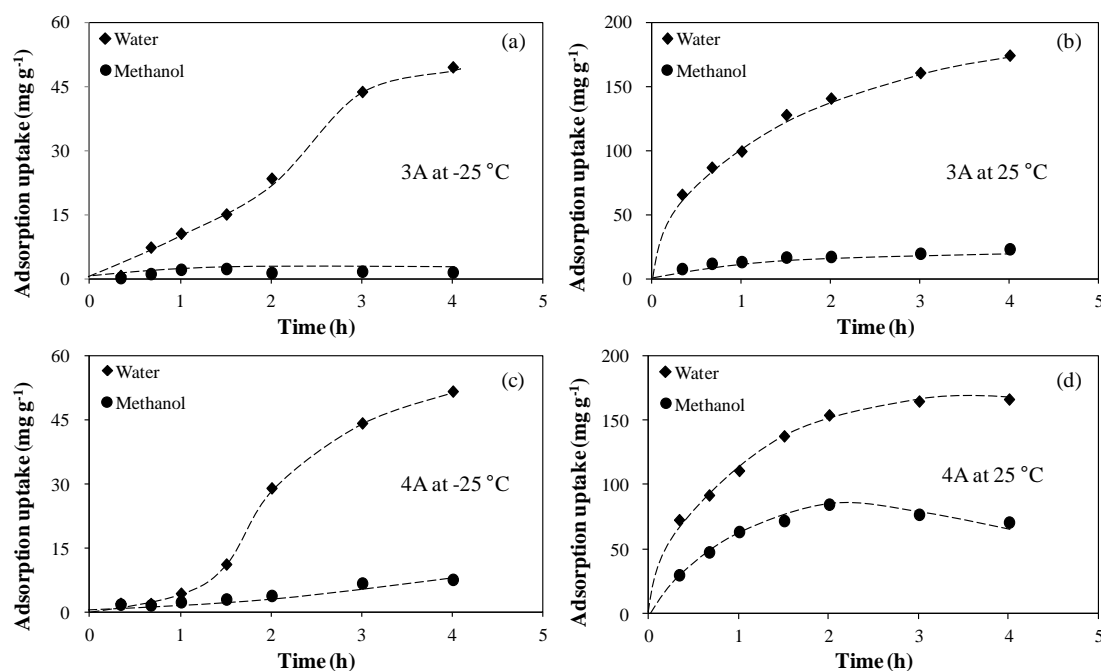 Adsorption uptake (mg g⁻¹)
60
45
30
15
0
Water
Methanol
(a)
3A at -25 °C
0 1 2 3 4 5
Time (h)
Adsorption uptake (mg g⁻¹)
200
150
100
50
0
Water
Methanol
(b)
3A at 25 °C
0 1 2 3 4 5
Time (h)
Adsorption uptake (mg g⁻¹)
60
45
30
15
0
Water
Methanol
(c)
4A at -25 °C
0 1 2 3 4 5
Time (h)
Adsorption uptake (mg g⁻¹)
200
150
100
50
0
Water
Methanol
(d)
4A at 25 °C
0 1 2 3 4 5
Time (h)